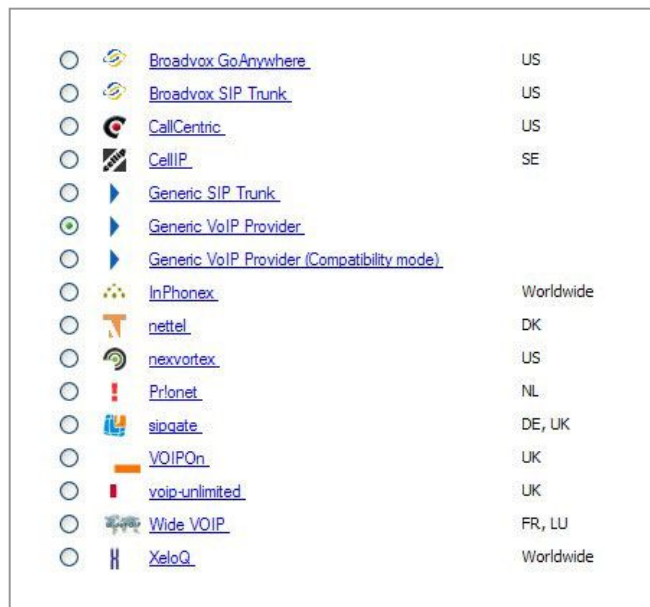 Broadvox GoAnywhere US
Broadvox SIP Trunk US
CallCentric US
CellIP SE
Generic SIP Trunk
Generic VoIP Provider
Generic VoIP Provider (Compatibility mode)
InPhonex Worldwide
nettel DK
nexvortex US
Pr!onet NL
sipgate DE, UK
VOIPOn UK
voip-unlimited UK
Wide VOIP FR, LU
XeloQ Worldwide